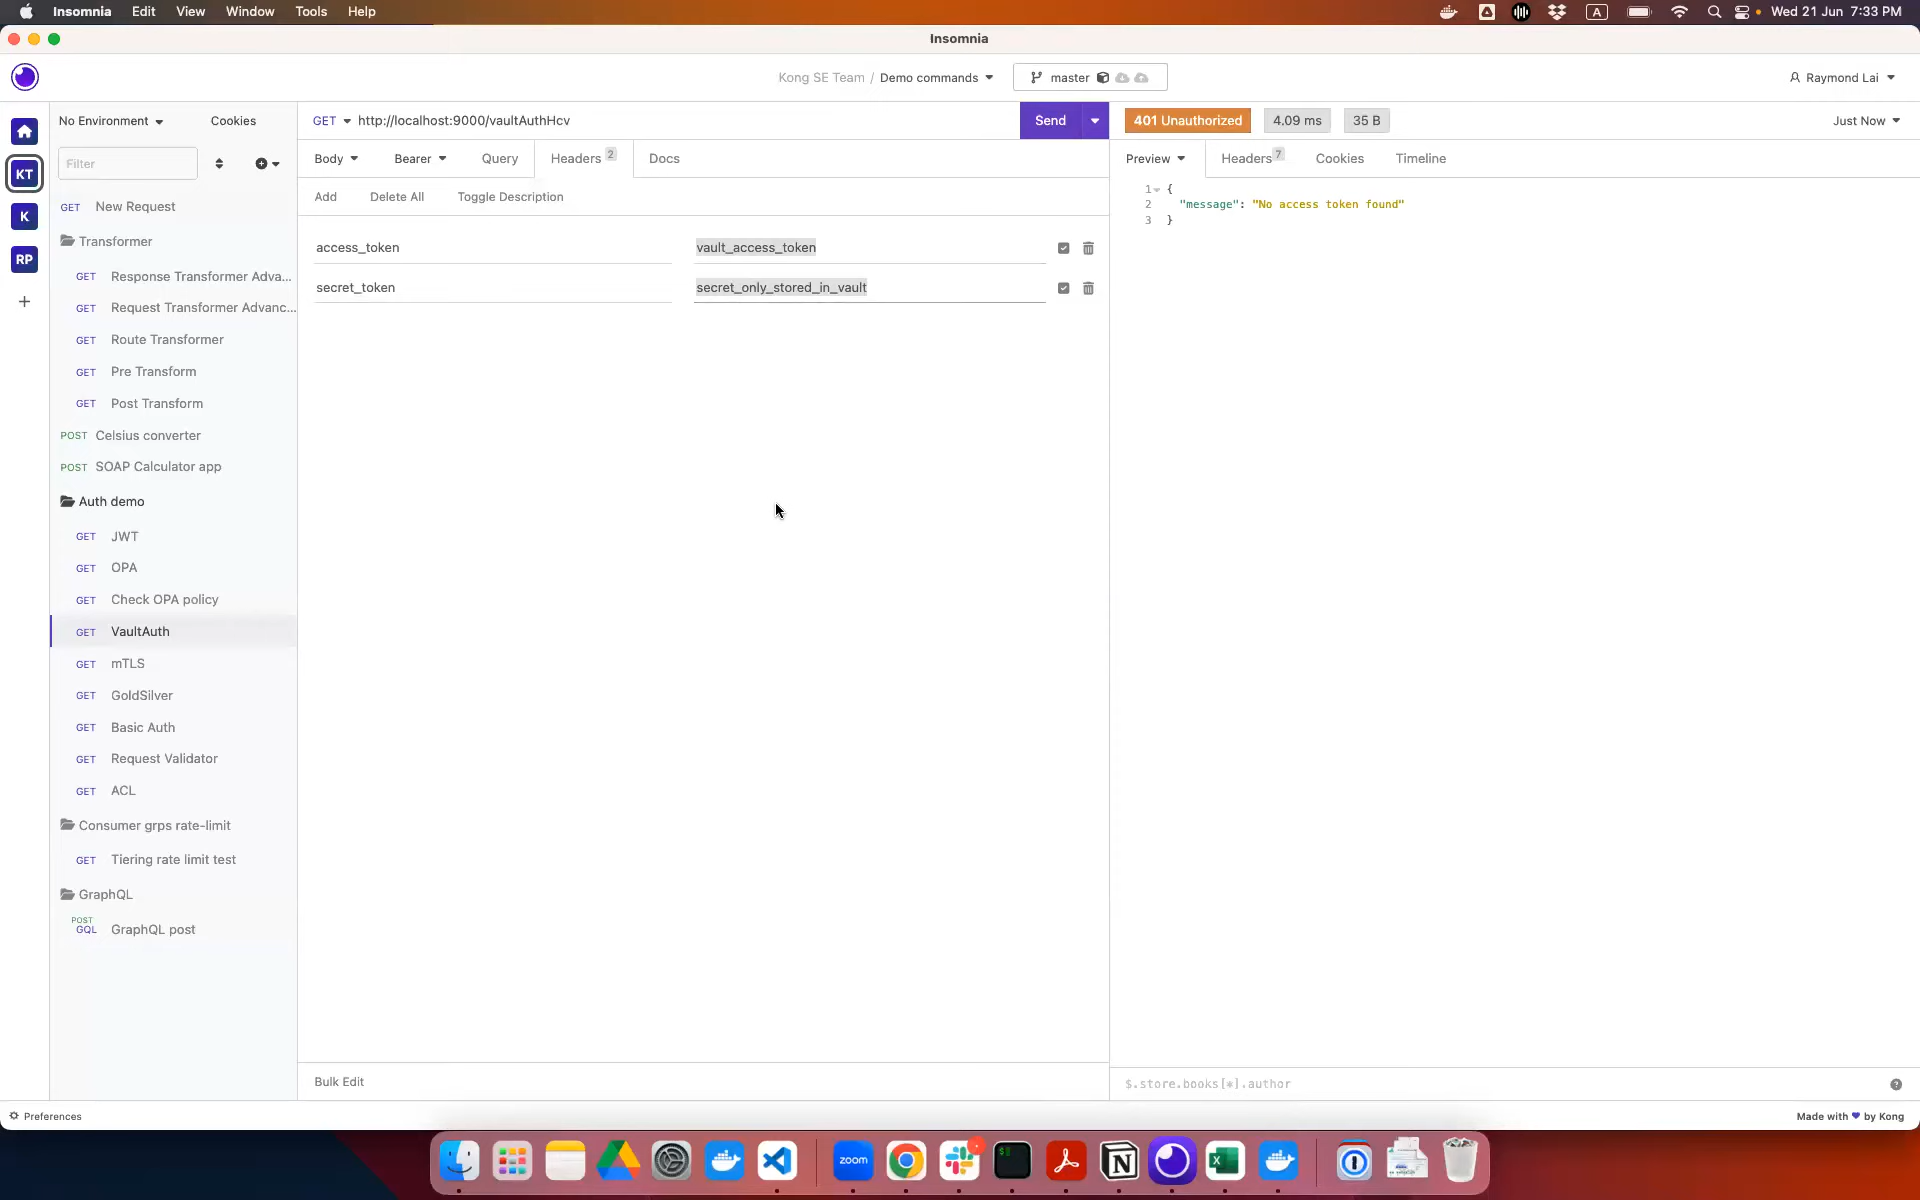 Insomnia Edit View Window Tools Help A Wed 21 Jun 7:33 PM
Insomnia
Kong SE Team / Demo commands master Raymond Lai
No Environment Cookies
GET http://localhost:9000/vaultAuthHcv Send
401 Unauthorized 4.09 ms 35 B Just Now
Body Bearer Query Headers 2 Docs
Preview Headers 7 Cookies Timeline
Add Delete All Toggle Description
access_token vault_access_token
secret_token secret_only_stored_in_vault
1 {
2 "message": "No access token found"
3 }
KT
K
RP
+
Filter
GET New Request
Transformer
GET Response Transformer Adva...
GET Request Transformer Advanc...
GET Route Transformer
GET Pre Transform
GET Post Transform
POST Celsius converter
POST SOAP Calculator app
Auth demo
GET JWT
GET OPA
GET Check OPA policy
GET VaultAuth
GET mTLS
GET GoldSilver
GET Basic Auth
GET Request Validator
GET ACL
Consumer grps rate-limit
GET Tiering rate limit test
GraphQL
POST
GQL GraphQL post
Bulk Edit
$.store.books[*].author
Preferences
Made with ♥ by Kong
zoom